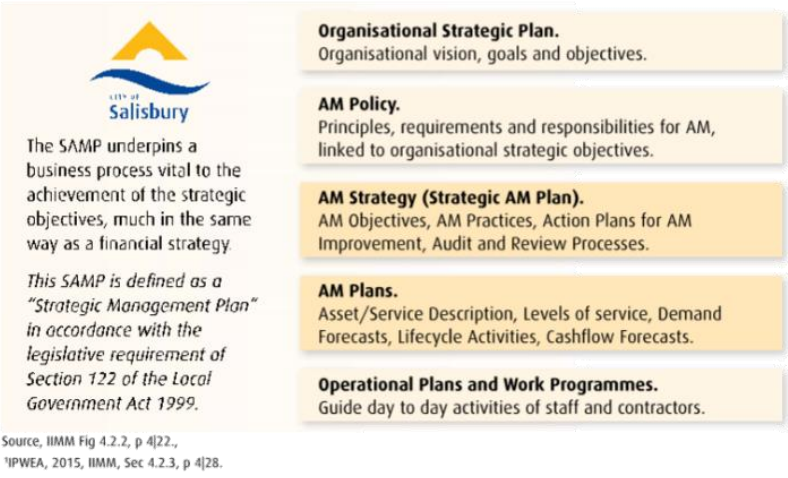 CITY OF
Salisbury
The SAMP underpins a
business process vital to the
achievement of the strategic
objectives, much in the same
way as a financial strategy.
This SAMP is defined as a
"Strategic Management Plan"
in accordance with the
legislative requirement of
Section 122 of the Local
Government Act 1999.
Organisational Strategic Plan.
Organisational vision, goals and objectives.
AM Policy.
Principles, requirements and responsibilities for AM,
linked to organisational strategic objectives.
AM Strategy (Strategic AM Plan).
AM Objectives, AM Practices, Action Plans for AM
Improvement, Audit and Review Processes.
AM Plans.
Asset/Service Description, Levels of service, Demand
Forecasts, Lifecycle Activities, Cashflow Forecasts.
Operational Plans and Work Programmes.
Guide day to day activities of staff and contractors.
Source, IIMM Fig 4.2.2, p 4|22.,
¹IPWEA, 2015, IIMM, Sec 4.2.3, p 4|28.